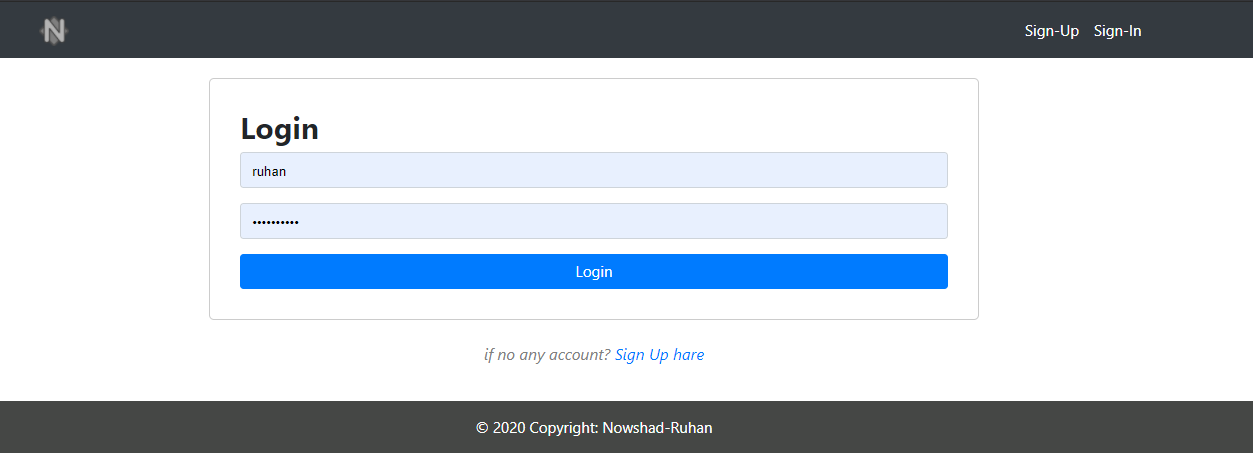 N
Sign-Up Sign-In
Login
ruhan
••••••••••
Login
if no any account? Sign Up hare
© 2020 Copyright: Nowshad-Ruhan